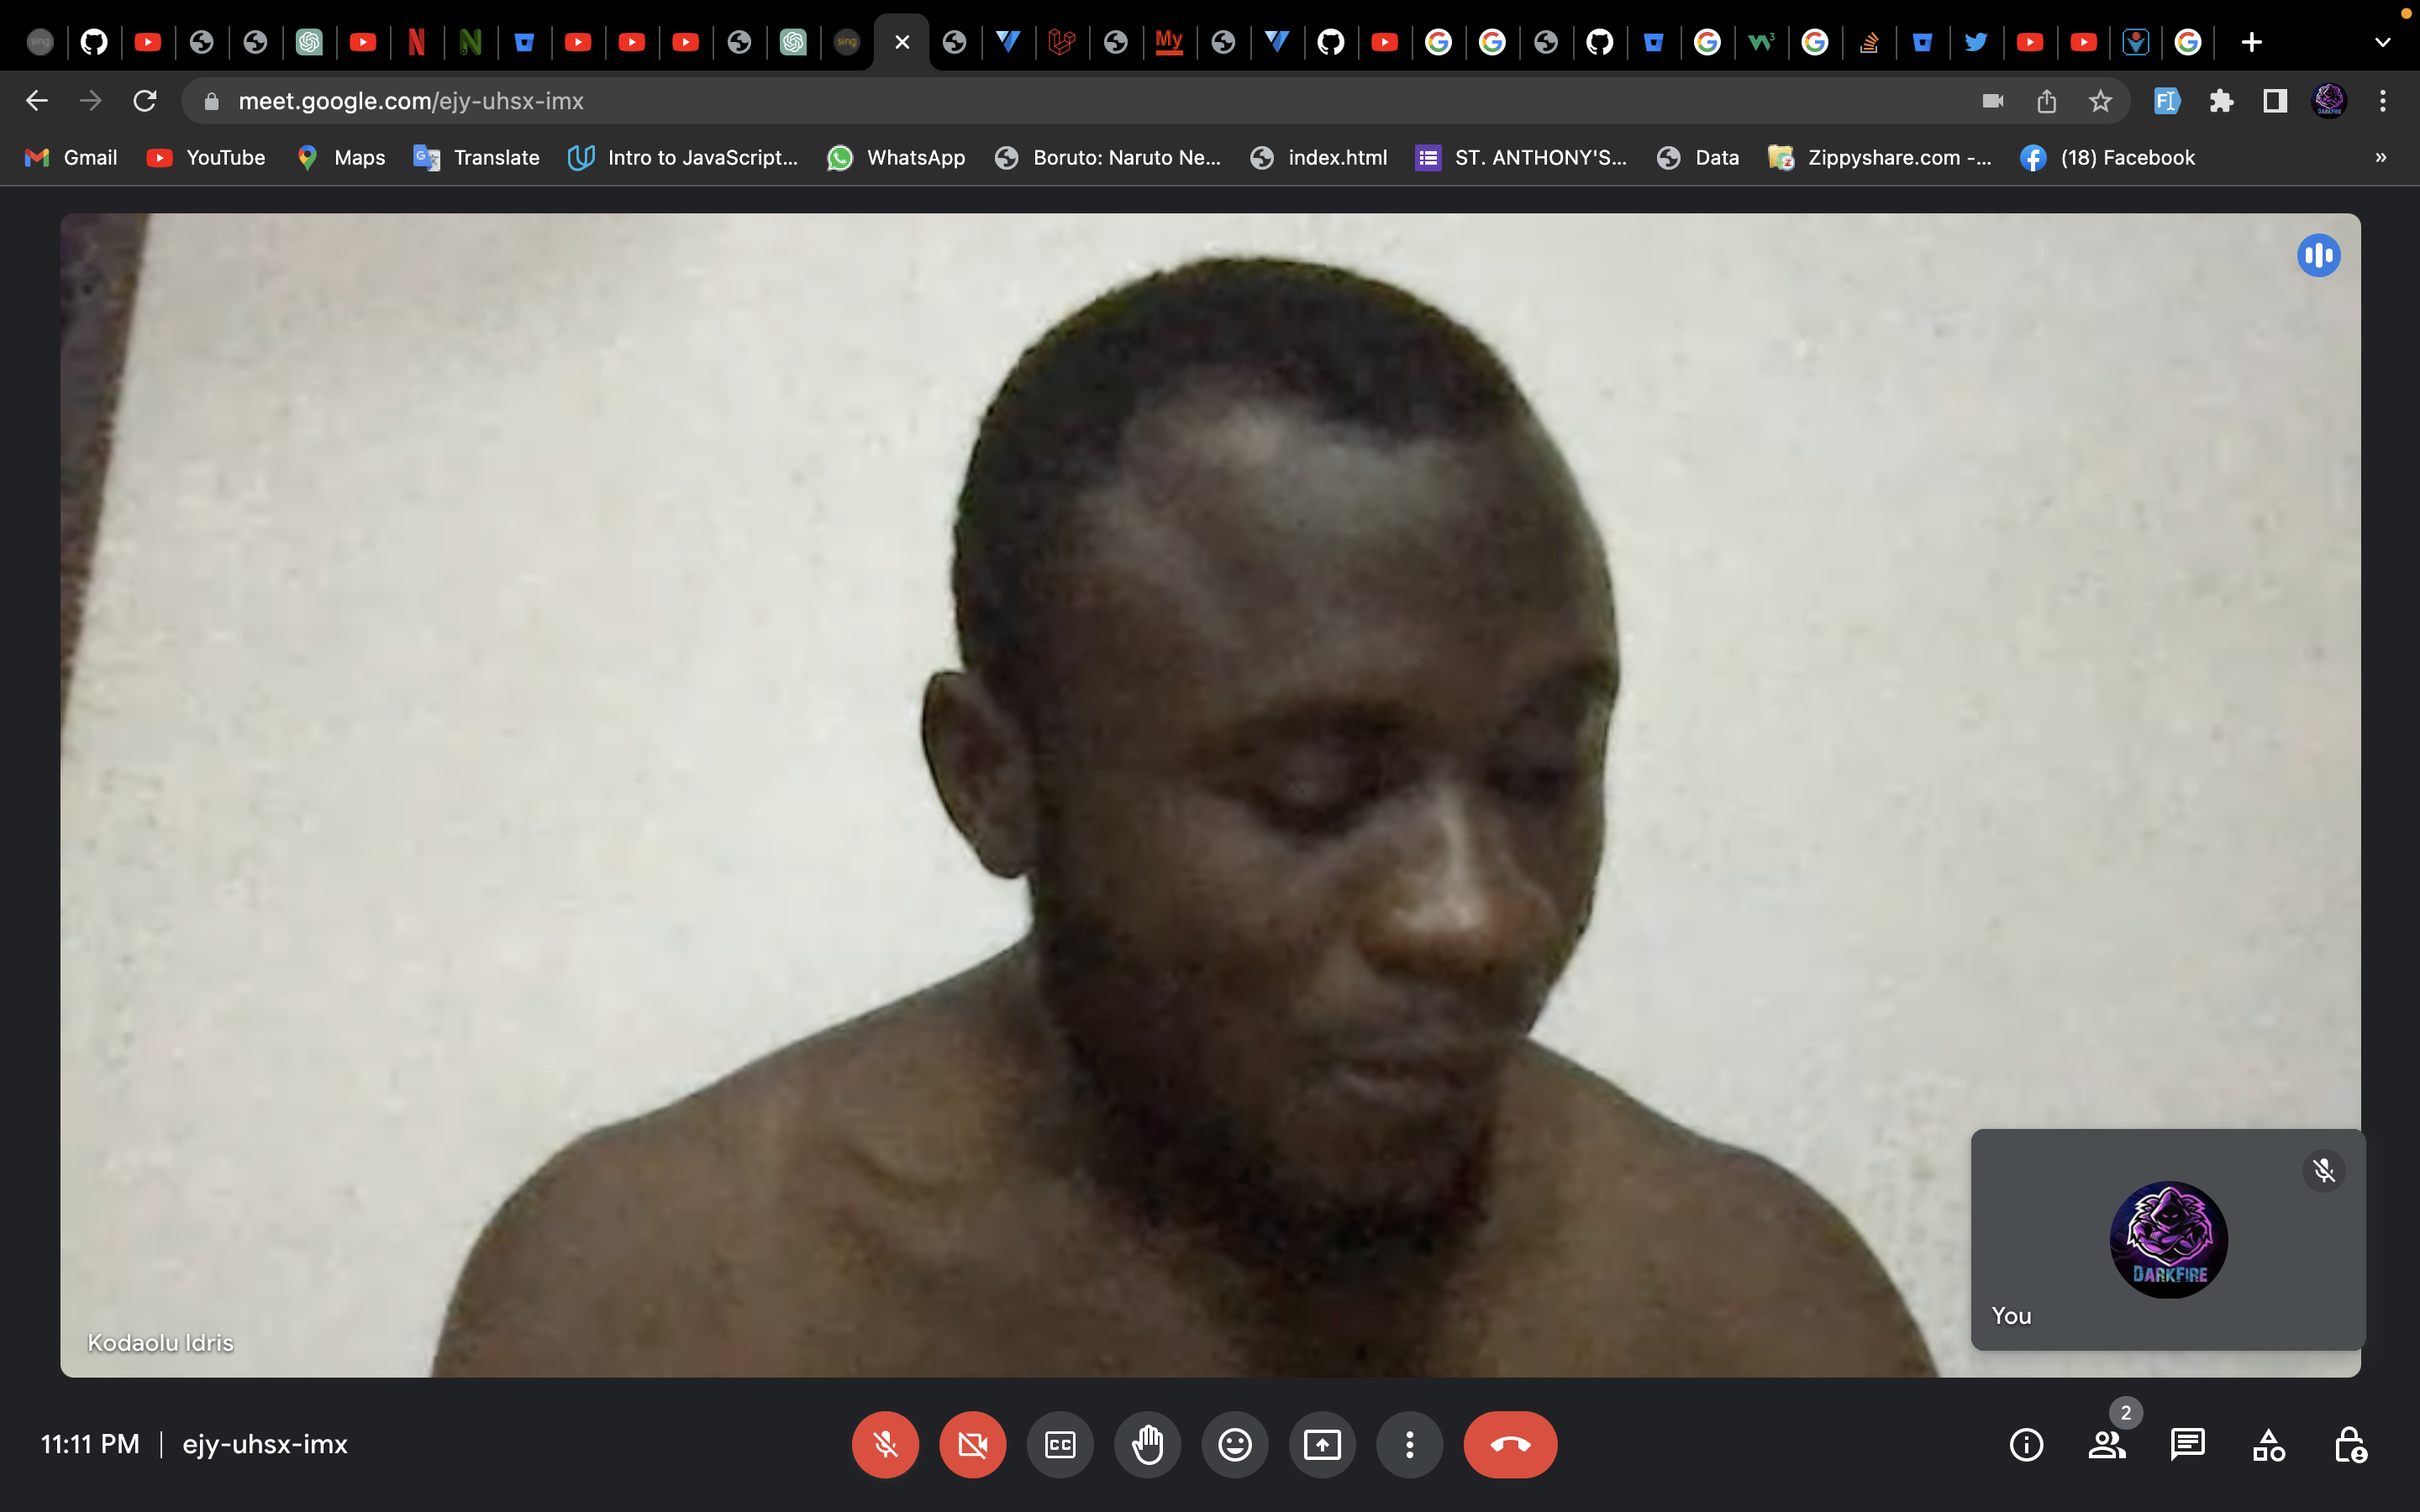 meet.google.com/ejy-uhsx-imx
Gmail
YouTube
Maps
Translate
Intro to JavaScript...
WhatsApp
Boruto: Naruto Ne...
index.html
ST. ANTHONY'S...
Data
Zippyshare.com -...
(18) Facebook
»
DARKFIRE
You
Kodaolu Idris
11:11 PM | ejy-uhsx-imx
CC
2